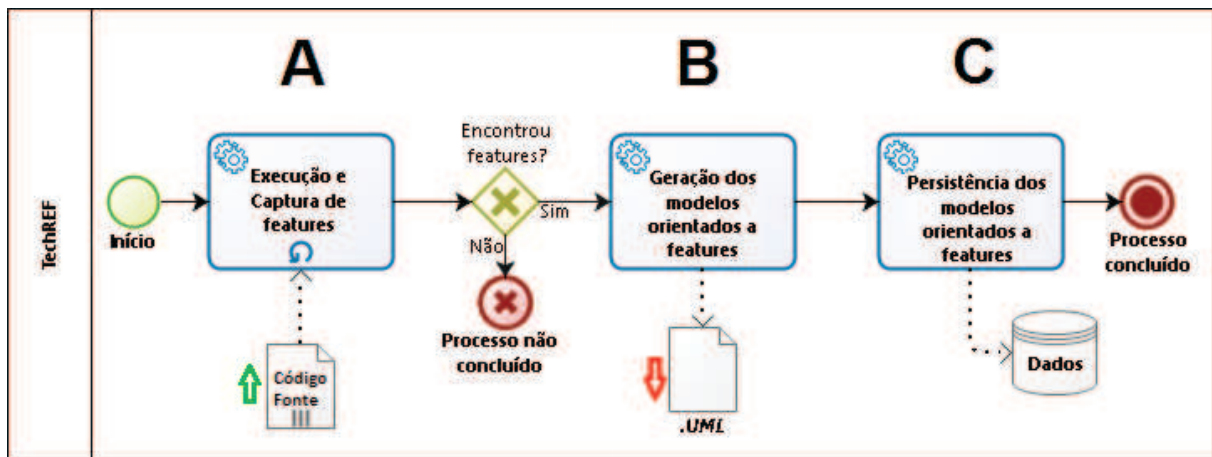 A
B
C
TechREF
Início
Execução e
Captura de
features
Encontrou
features?
Sim
Não
Processo não
concluído
Geração dos
modelos
orientados a
features
Persistência dos
modelos
orientados a
features
Processo
concluído
Código
Fonte
.UML
Dados